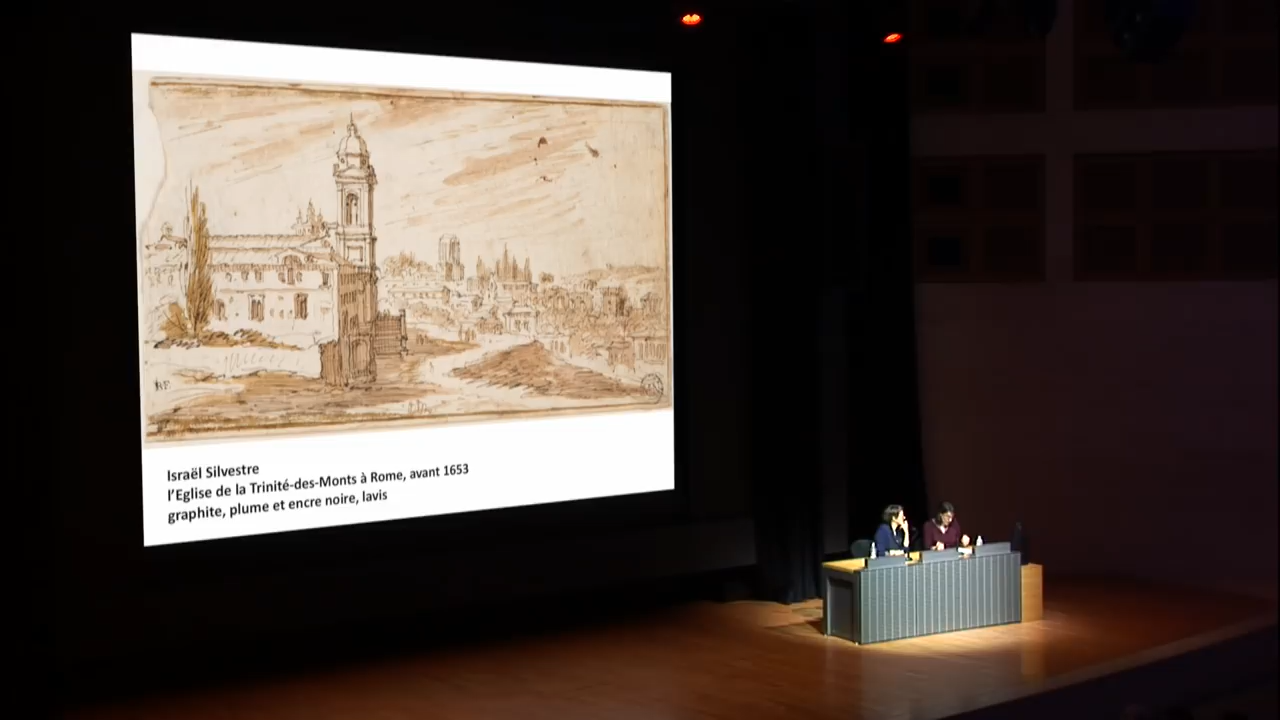 Israël Silvestre
l'Eglise de la Trinité-des-Monts à Rome, avant 1653
graphite, plume et encre noire, lavis